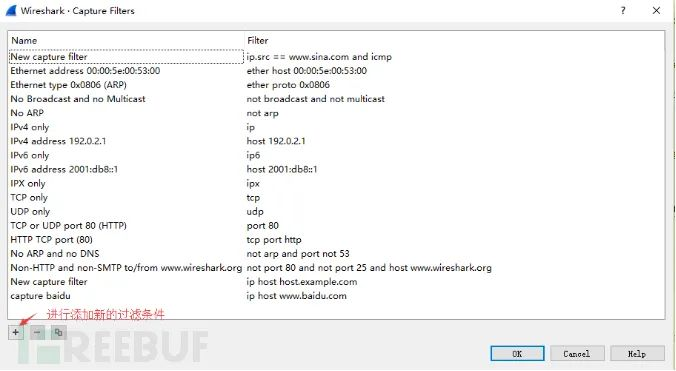 Wireshark · Capture Filters
Name Filter
New capture filter ip.src == www.sina.com and icmp
Ethernet address 00:00:5e:00:53:00 ether host 00:00:5e:00:53:00
Ethernet type 0x0806 (ARP) ether proto 0x0806
No Broadcast and no Multicast not broadcast and not multicast
No ARP not arp
IPv4 only ip
IPv4 address 192.0.2.1 host 192.0.2.1
IPv6 only ip6
IPv6 address 2001:db8::1 host 2001:db8::1
IPX only ipx
TCP only tcp
UDP only udp
TCP or UDP port 80 (HTTP) port 80
HTTP TCP port (80) tcp port http
No ARP and no DNS not arp and port not 53
Non-HTTP and non-SMTP to/from www.wireshark.org not port 80 and not port 25 and host www.wireshark.org
New capture filter ip host host.example.com
capture baidu ip host www.baidu.com
进行添加新的过滤条件
REEBUF
OK Cancel Help